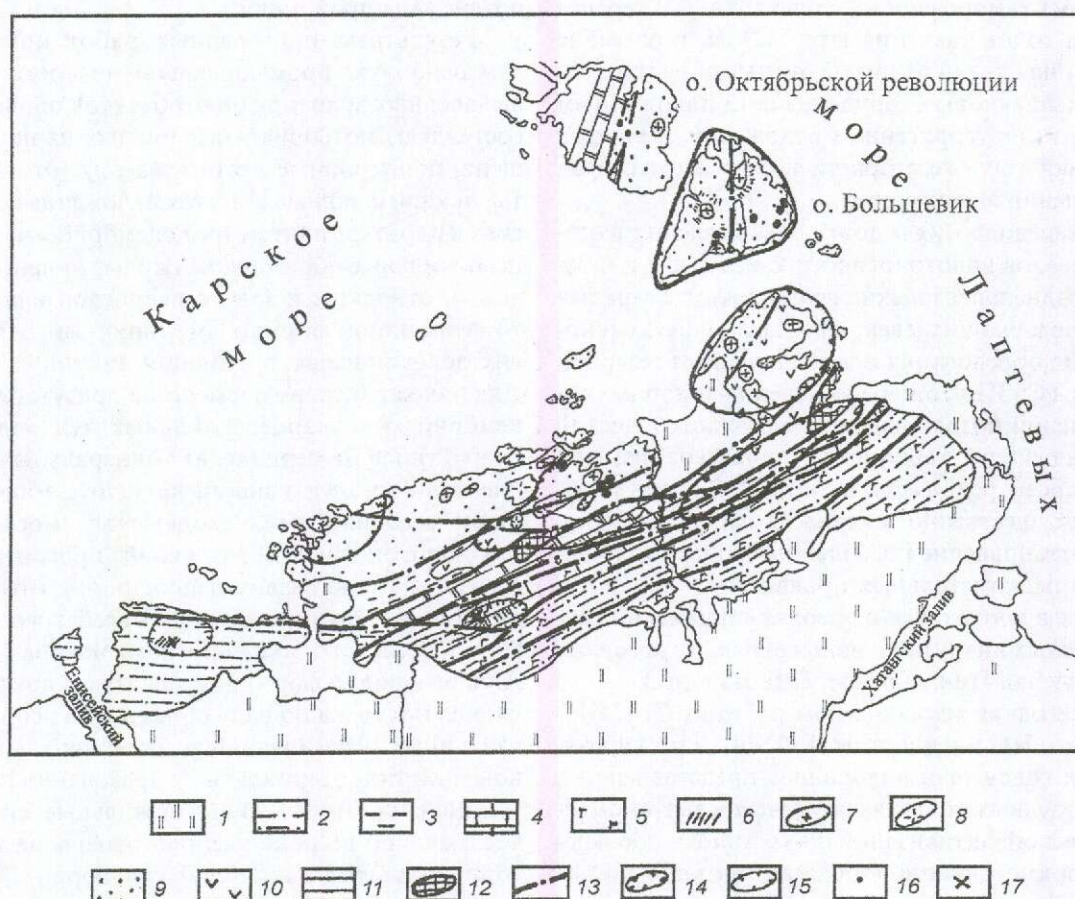 о. Октябрьской революции
о. Большевик
Карское
море
море Лаптевых
Енисейский
залив
Хатангский залив
1 2 3 4 5 6 7 8
9 10 11 12 13 14 15 16 17